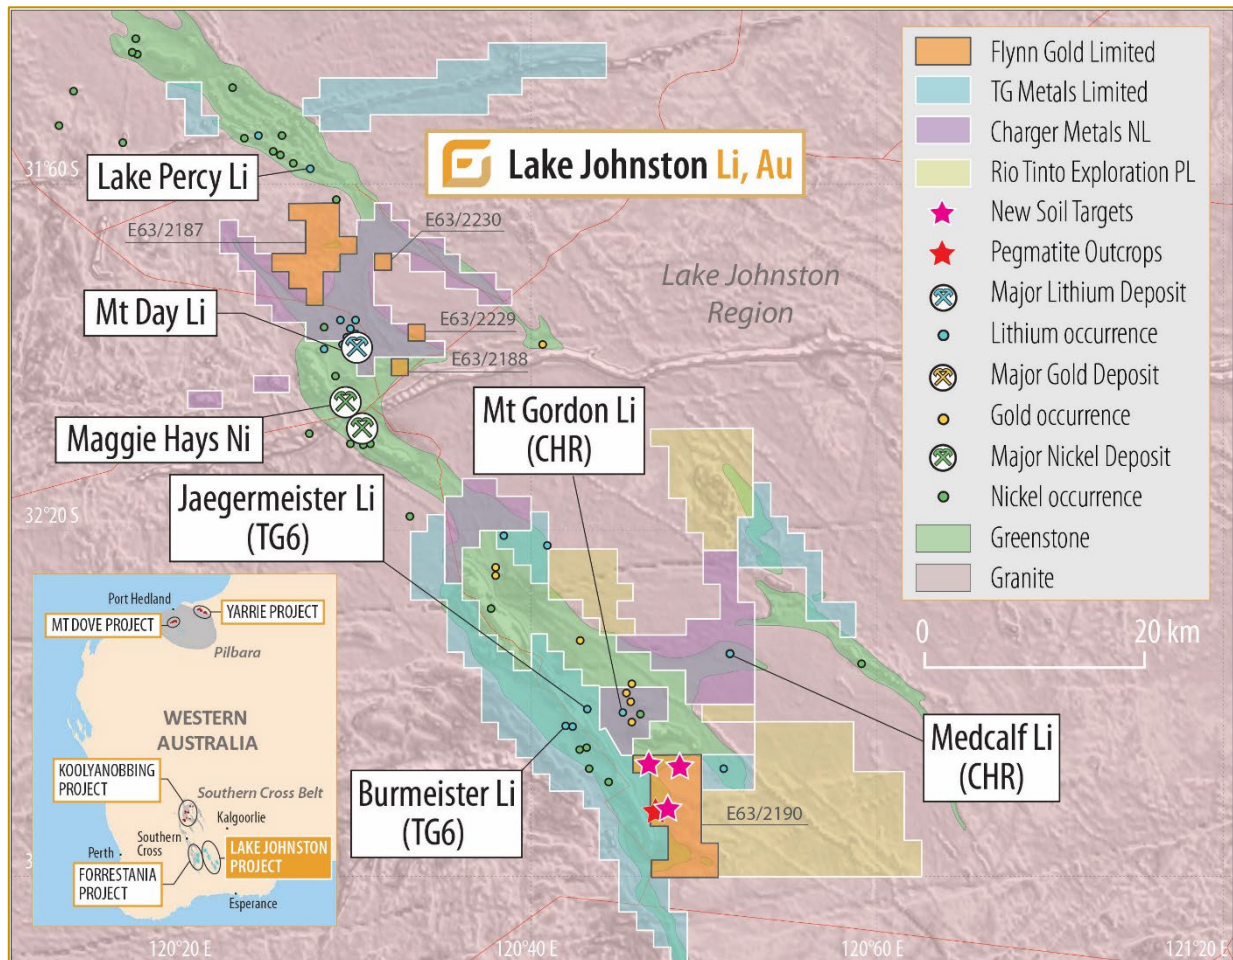 Lake Johnston Li, Au
Flynn Gold Limited
TG Metals Limited
Charger Metals NL
Rio Tinto Exploration PL
New Soil Targets
Pegmatite Outcrops
Major Lithium Deposit
Lithium occurrence
Major Gold Deposit
Gold occurrence
Major Nickel Deposit
Nickel occurrence
Greenstone
Granite
0 20 km
31°60 S
Lake Percy Li
E63/2187
E63/2230
Lake Johnston
Region
Mt Day Li
E63/2229
E63/2188
Maggie Hays Ni
Mt Gordon Li
(CHR)
Jaegermeister Li
(TG6)
32°20 S
Medcalf Li
(CHR)
Burmeister Li
(TG6)
E63/2190
Port Hedland
YARRIE PROJECT
MT DOVE PROJECT
Pilbara
WESTERN
AUSTRALIA
KOOLYANOBBING
PROJECT
Southern Cross Belt
Kalgoorlie
Southern
Cross
Perth
LAKE JOHNSTON
PROJECT
FORRESTANIA
PROJECT
Esperance
120°20 E
120°40 E
120°60 E
121°20 E